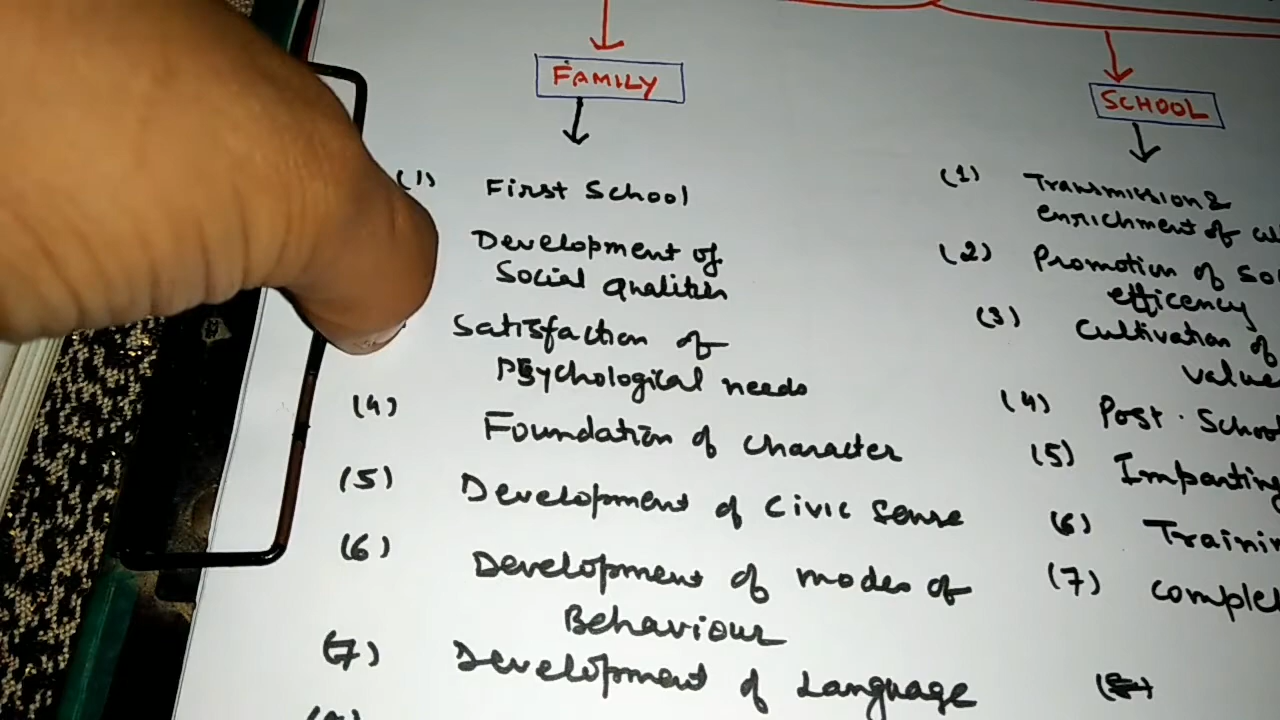 FAMILY
(1) First School
Development of
Social qualities
Satisfaction of
Psychological needs
(4) Foundation of character
(5) Development of Civic Sense
(6) Development of modes of
Behaviour
(7) Development of Language
SCHOOL
(1) Transmission &
enrichment of
(2) Promotion of
efficency
(3) Cultivation of
value
(4) Post. School
(5) Imparting
(6)
(7)